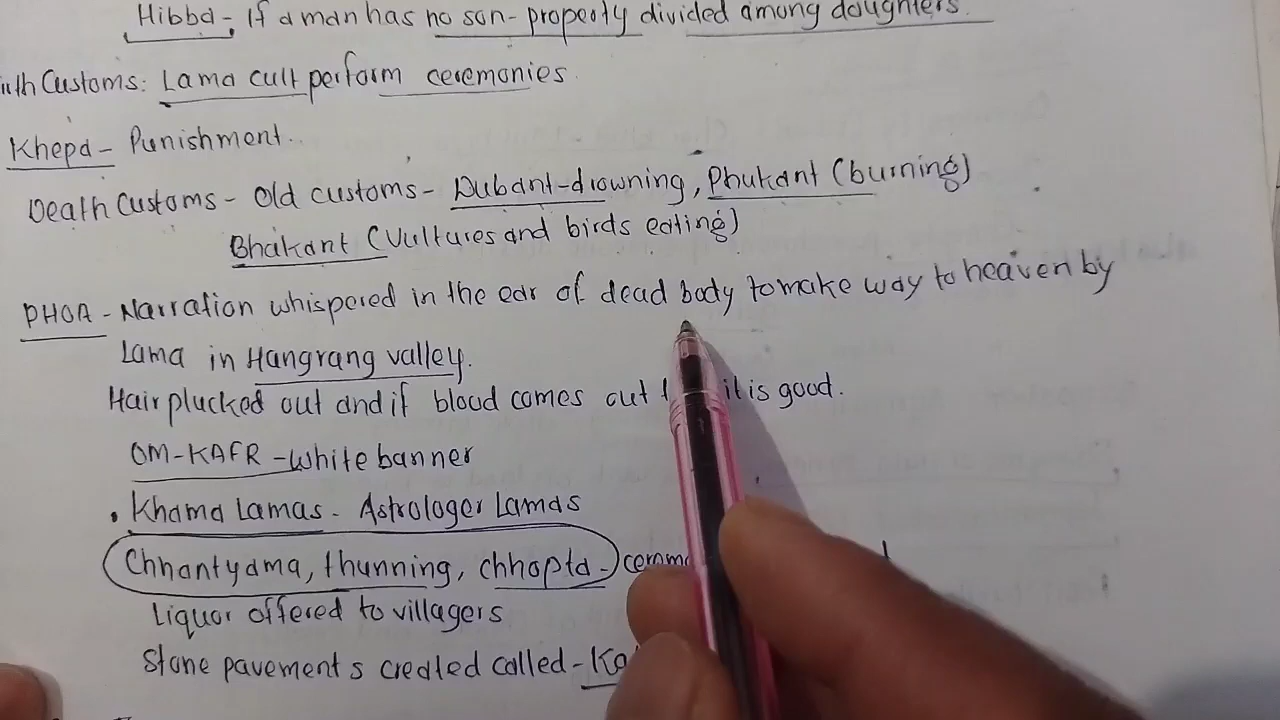 Hibba - If a man has no son - property divided among daughters.
Customs: Lama cult perform ceremonies.
Khepa - Punishment.
Death Customs - Old customs - Dubant - drowning, Phukant (burning)
Bhakant (Vultures and birds eating)
PHOA - Narration whispered in the ear of dead body to make way to heaven by
Lama in Hangrang valley.
Hair plucked out and if blood comes out it is good.
OM-KAFR - white banner
. Khama Lamas - Astrologer Lamas
Chhantyama, thunning, chhopta -
Liquor offered to villagers
Stone pavements created called -